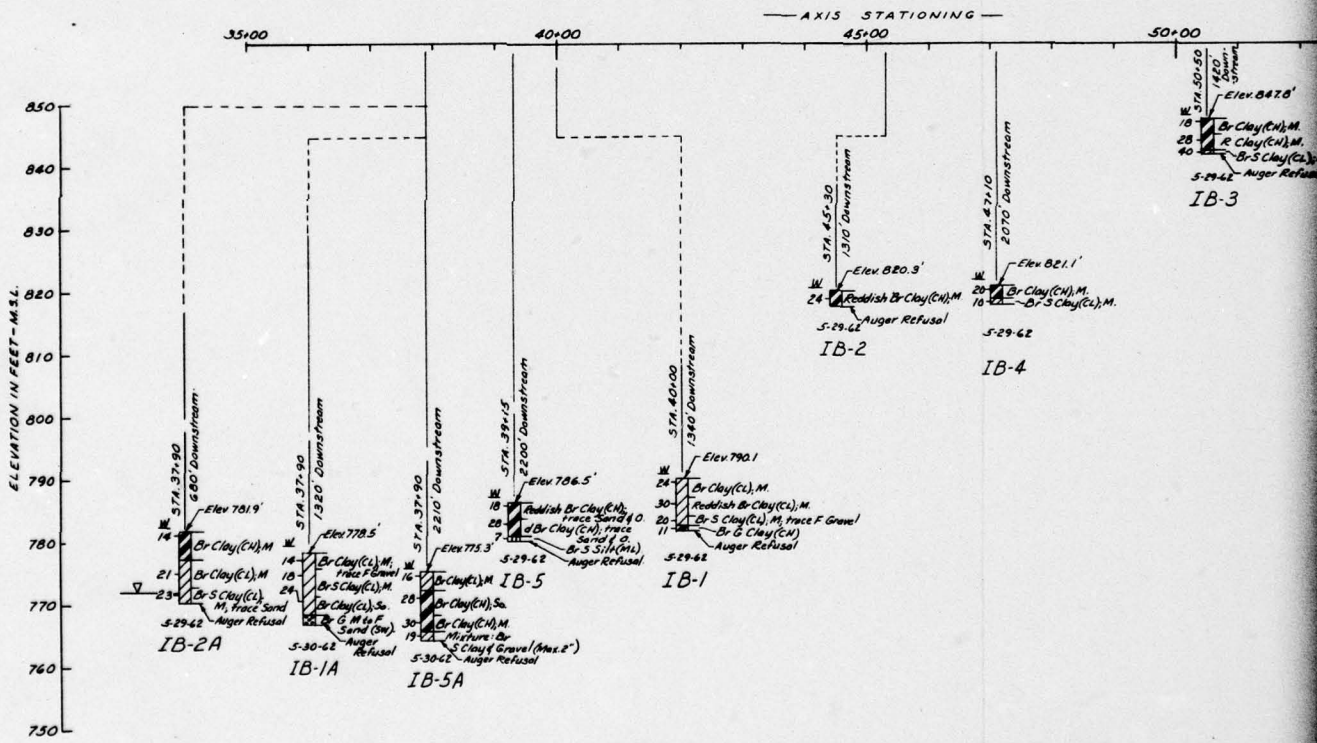 AXIS STATIONING
35+00
40+00
45+00
50+00
ELEVATION IN FEET - M.S.L.
850
840
830
820
810
800
790
780
770
760
750
STA. 37+90
680' Downstream
Elev. 781.9'
W
14
Br Clay (CH); M
21
Br Clay (CL); M
23
Br S Clay (CL);
M, trace Sand
Auger Refusal
5-29-62
IB-2A
STA. 37+90
1320' Downstream
Elev. 778.5'
W
14
Br Clay (CL); M;
trace F Gravel
18
Br S Clay (CL); M.
24
Br Clay (CL); So.
Br G M to F
Sand (SW).
Auger
Refusal
5-30-62
IB-1A
STA. 37+90
2210' Downstream
Elev. 775.3'
W
16
Br Clay (CL); M.
28
Br Clay (CH); So.
30
Br Clay (CH); M.
19
Mixture: Br
S Clay & Gravel (Max. 2")
Auger Refusal
5-30-62
IB-5A
STA. 39+15
2200' Downstream
Elev. 786.5'
W
18
Reddish Br Clay (CH);
trace Sand & O.
28
d Br Clay (CH); trace
Sand & O.
7
Br S Silt (ML)
Auger Refusal
5-29-62
IB-5
STA. 40+00
1340' Downstream
Elev. 790.1
W
24
Br Clay (CL); M.
30
Reddish Br Clay (CL); M.
20
Br S Clay (CL); M, trace F Gravel
11
Br G Clay (CH)
Auger Refusal
5-29-62
IB-1
STA. 45+30
1310' Downstream
Elev. 820.3'
W
24
Reddish Br Clay (CH); M.
Auger Refusal
5-29-62
IB-2
STA. 47+10
2070' Downstream
Elev. 821.1'
W
20
Br Clay (CH); M.
18
Br S Clay (CL); M.
5-29-62
IB-4
STA. 50+50
1420'
Down-
stream
Elev. 847.8'
W
18
Br Clay (CH); M.
28
R Clay (CH); M.
40
Br S Clay (CL);
Auger Refusal
5-29-62
IB-3